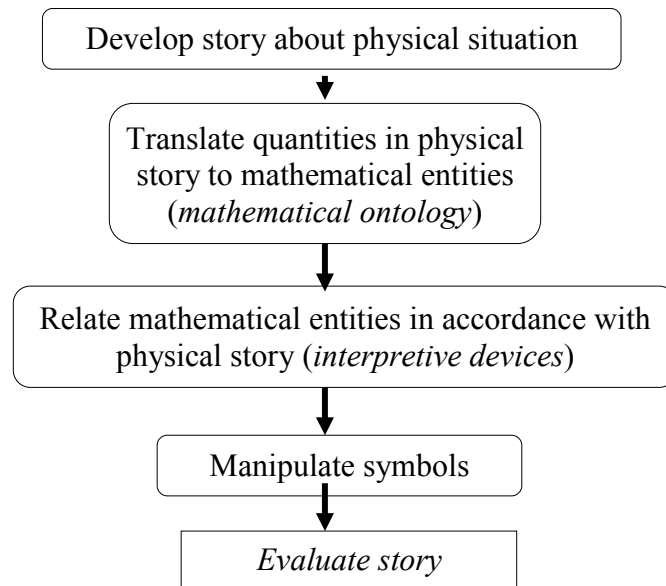 Develop story about physical situation
Translate quantities in physical
story to mathematical entities
(mathematical ontology)
Relate mathematical entities in accordance with
physical story (interpretive devices)
Manipulate symbols
Evaluate story